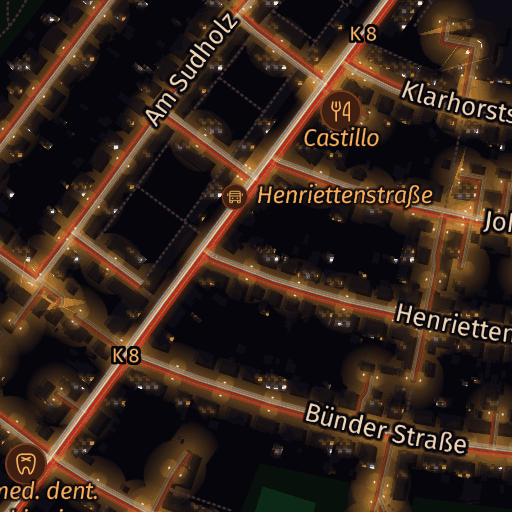 K 8
Am Sudholz
Klarhorsts
Castillo
Henriettenstraße
Henrietten
K 8
Bünder Straße
med. dent.